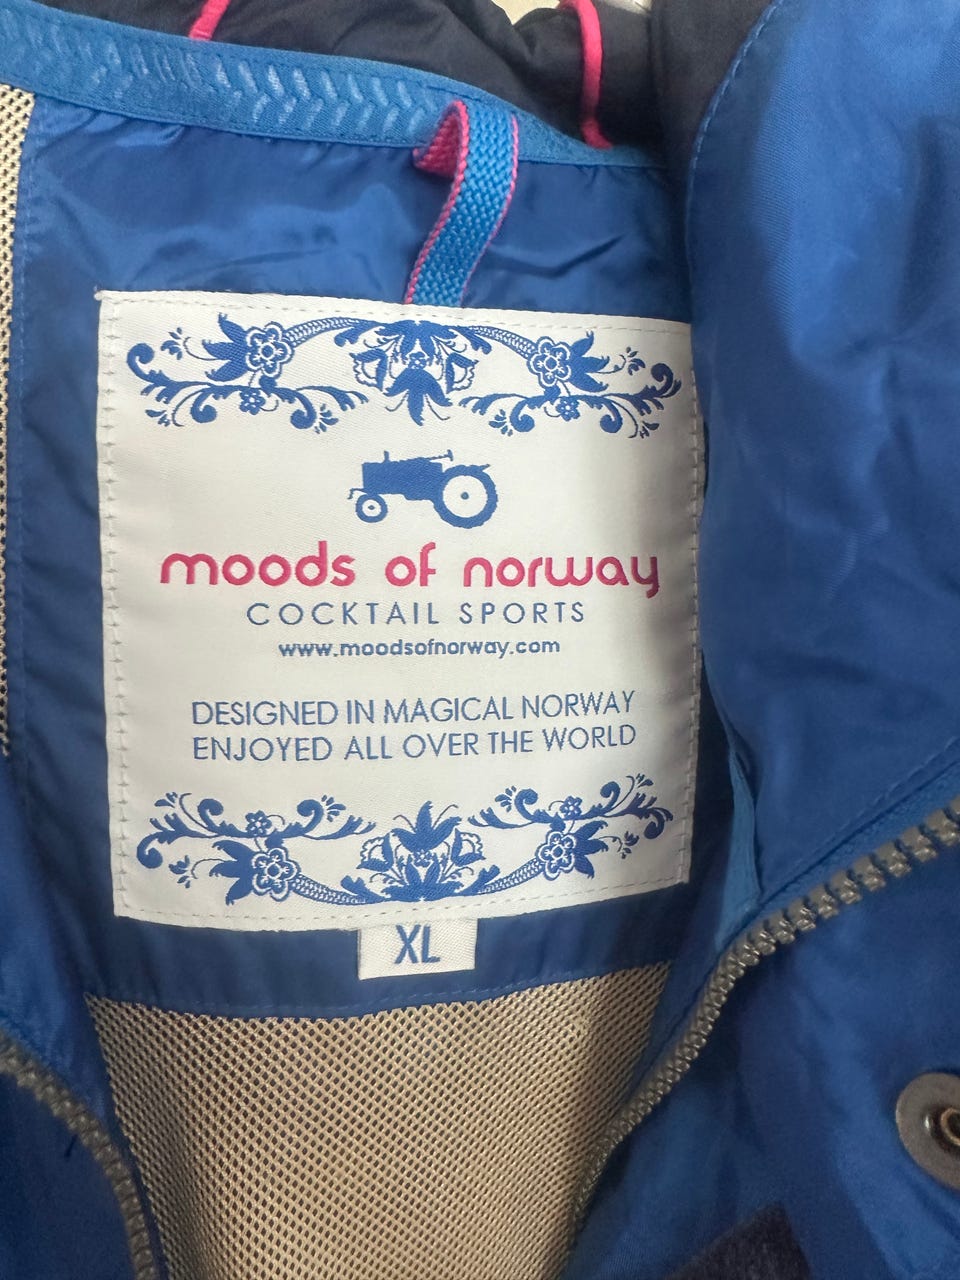 moods of norway
COCKTAIL SPORTS
www.moodsofnorway.com
DESIGNED IN MAGICAL NORWAY
ENJOYED ALL OVER THE WORLD
XL